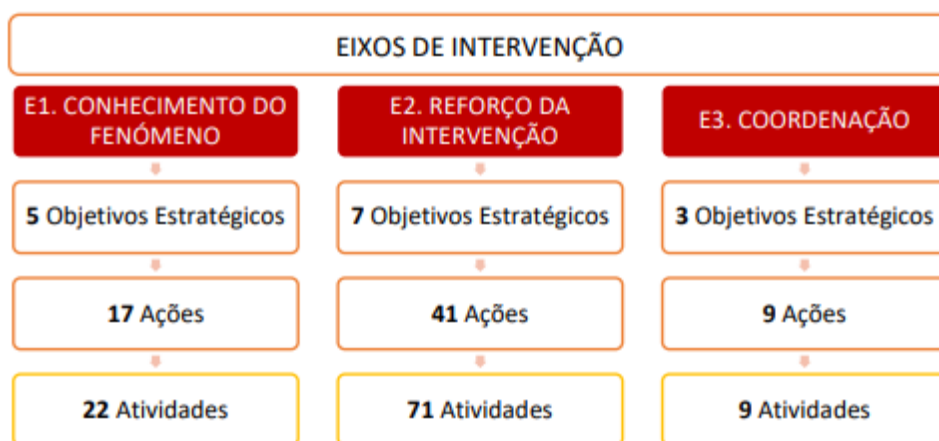 EIXOS DE INTERVENÇÃO
E1. CONHECIMENTO DO
FENÓMENO
E2. REFORÇO DA
INTERVENÇÃO
E3. COORDENAÇÃO
5 Objetivos Estratégicos
7 Objetivos Estratégicos
3 Objetivos Estratégicos
17 Ações
41 Ações
9 Ações
22 Atividades
71 Atividades
9 Atividades